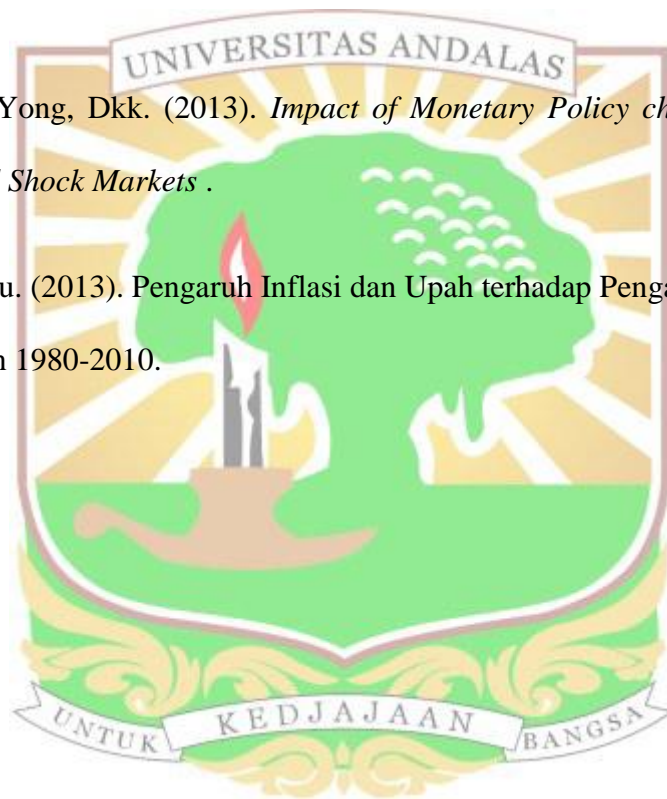 UNIVERSITAS ANDALAS
Yong, Dkk. (2013). Impact of Monetary Policy ch
Shock Markets .
u. (2013). Pengaruh Inflasi dan Upah terhadap Penga
n 1980-2010.
UNTUK KEDJAJAAN BANGSA